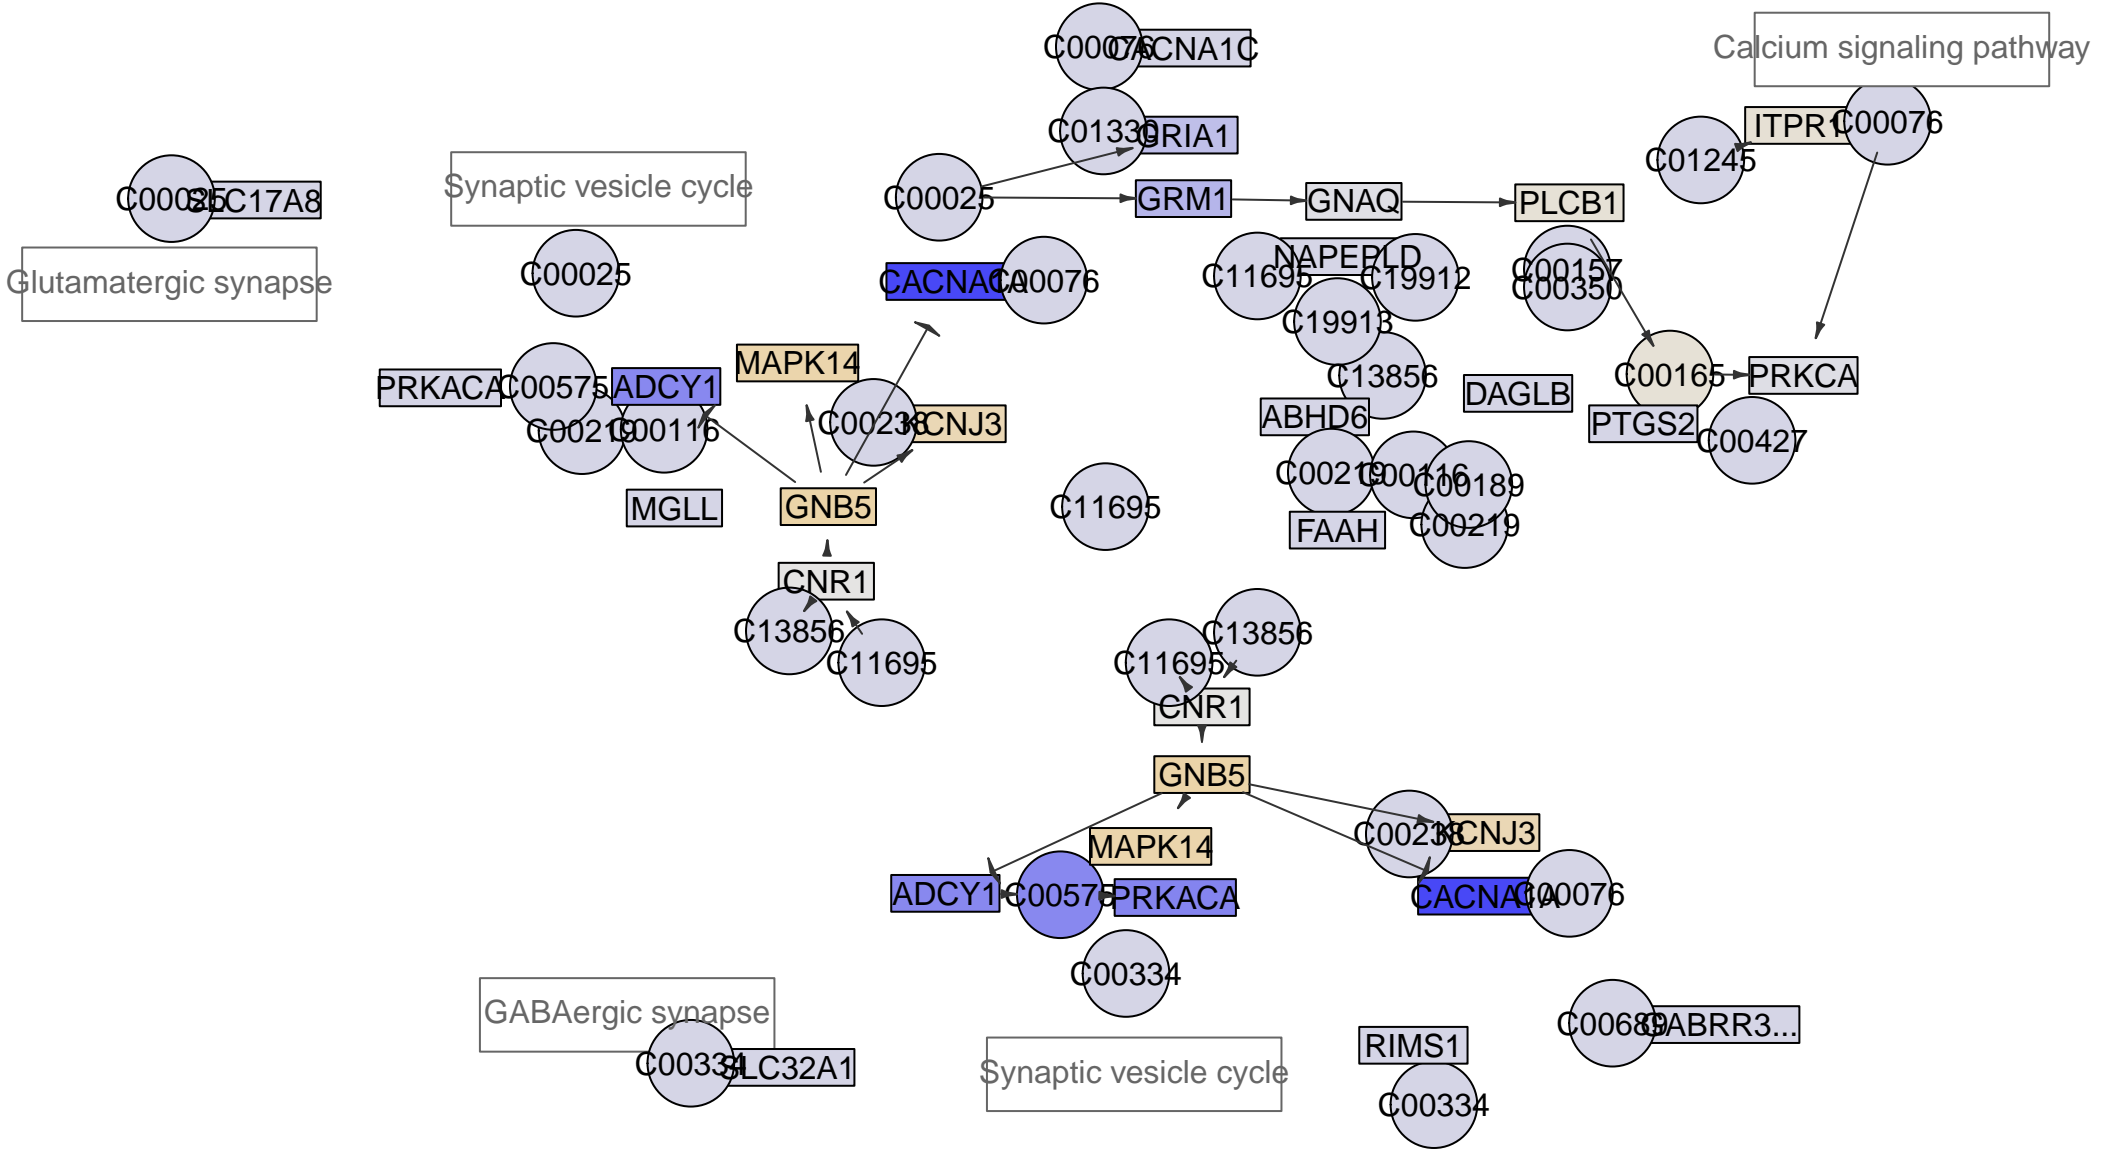 C00076
CACNA1C
Calcium signaling pathway
C01330
GRIA1
ITPR1
C00076
C01245
C00025
SLC17A8
Synaptic vesicle cycle
C00025
GRM1
GNAQ
PLCB1
Glutamatergic synapse
C00025
CACNA1A
C00076
C11695
NAPEPLD
C19912
C00157
C00350
C19913
MAPK14
PRKACA
C00575
ADCY1
C13856
DAGLB
C00165
PRKCA
C00219
C00116
C00238
KCNJ3
ABHD6
PTGS2
C00427
C00219
C00116
C00189
MGLL
GNB5
C11695
FAAH
C00219
CNR1
C13856
C11695
C11695
C13856
CNR1
GNB5
MAPK14
C00238
KCNJ3
ADCY1
C00575
PRKACA
CACNA1A
C00076
C00334
GABAergic synapse
C00334
SLC32A1
Synaptic vesicle cycle
RIMS1
C00334
C00689
GABRR3...